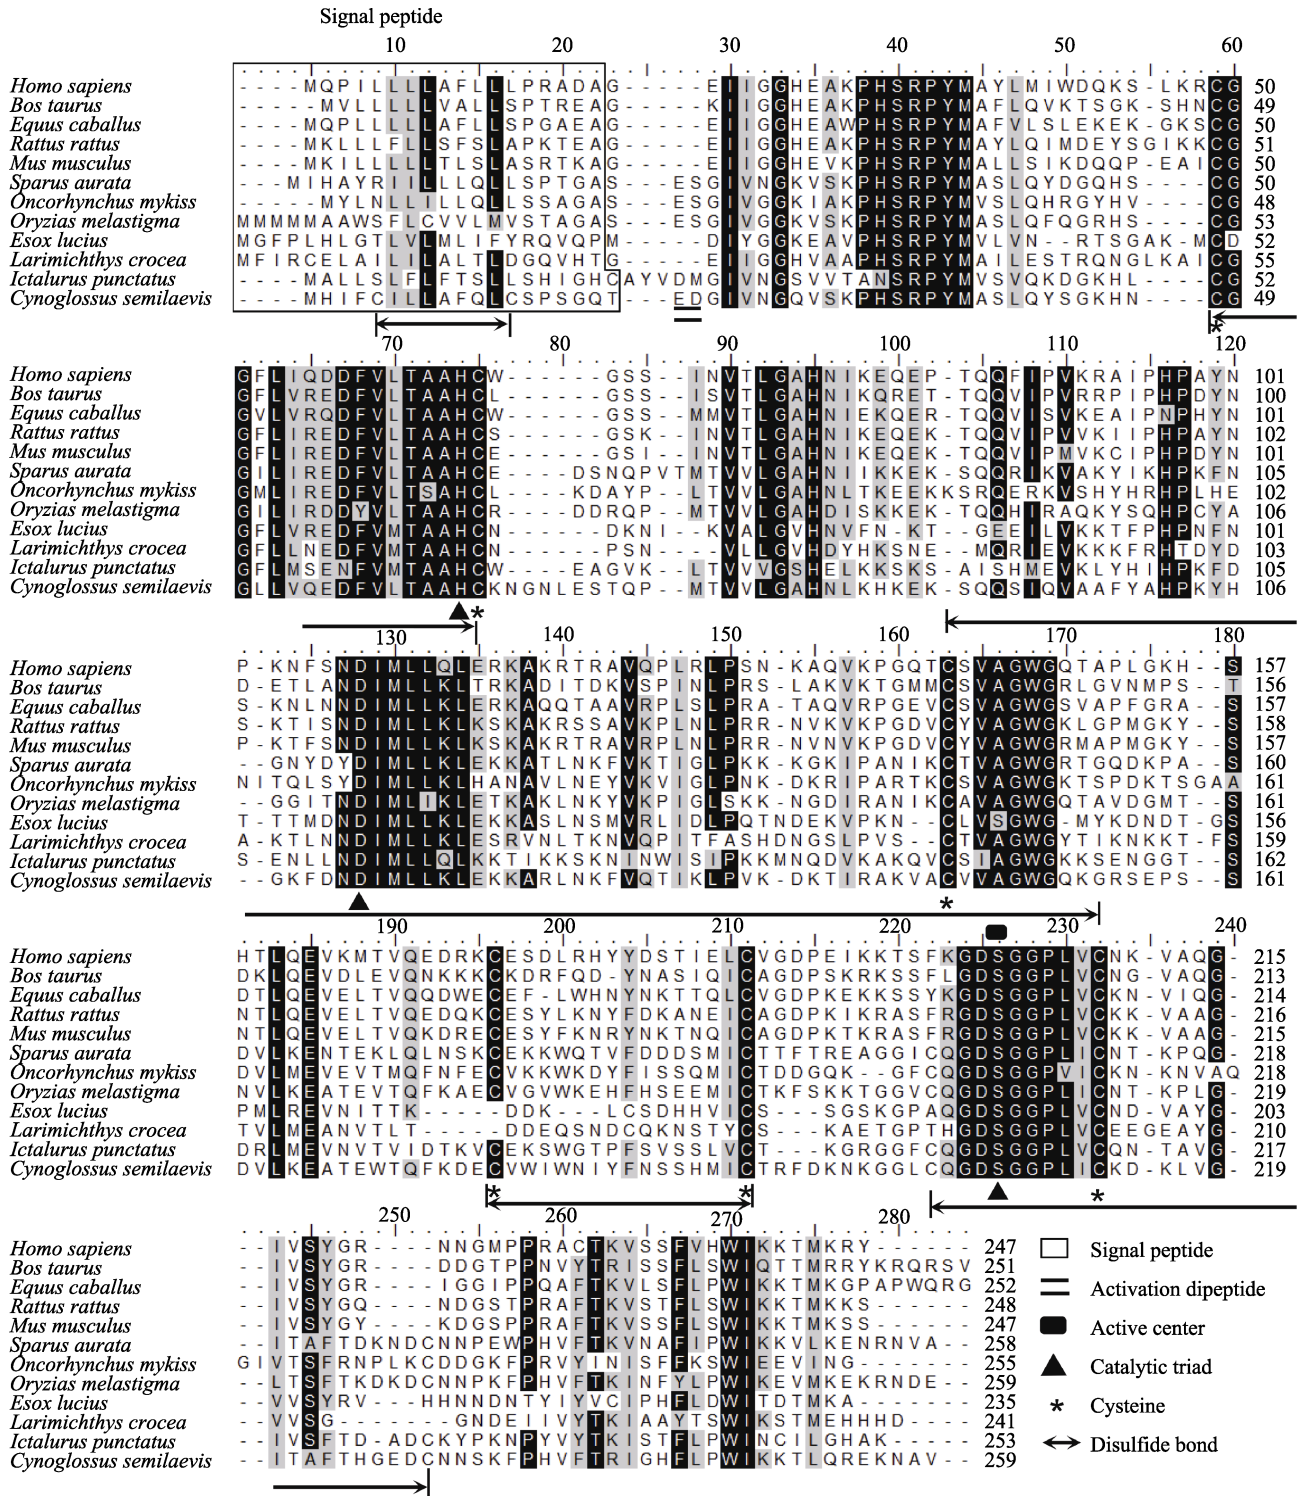 Signal peptide
10 20 30 40 50 60
Homo sapiens ----MQPILLLLAFLLLPRADAG-----EIIGGHEAKPHSRPYMAYLMIWDQKS-LKRCG 50
Bos taurus ----MVLLLLLVALLSPTREAG-----KIIGGHEAKPHSRPYMAFLQVKTSGK-SHNCG 49
Equus caballus ----MQPLLLLLAFLLSPGAEAG-----EIIGGHEAWPHSRPYMAFVLSLEKEK-GKSCG 50
Rattus rattus ----MKLLLFLLSFSLAPKTEAG-----EIIGGHEAKPHSRPYMAYLQIMDEYSGIKKCG 51
Mus musculus ----MKILLLLLTLSLASRTKAG-----EIIGGHEVKPHSRPYMALLSIKDQQP-EAICG 50
Sparus aurata ---MIHAYRIILLLLQLLSPTGAS---ESGIVNGKVSKPHSRPYMASLQYDGQHS----CG 50
Oncorhynchus mykiss -----MYLNLLILLQLLSSAGAS---ESGIVNGKIAKPHSRPYMVSLQHRGYHV----CG 48
Oryzias melastigma MMMMMAAWSFLCVVLMVSTAGA----ESGIVNGKVAKPHSRPYMVSLQFQGRHS----CG 53
Esox lucius MGFPLHLGTLVLMLIFYRQVQPM-----DIYGGKEAVPHSRPYMVLVN--RTSGAK-MCD 52
Larimichthys crocea MFIRCELAILILALTLDGQVHTG-----EIIGGHVAAPHSRPYMAILESTRQNGLKAICG 55
Ictalurus punctatus ----MALLSLFLFTSLLSHIGHGCAYVDMGIVNGSVVTANSRPYMVSVQKDGKHL----CG 52
Cynoglossus semilaevis ----MHIFCILLAFQLCSPSGQT---EDGIVNGQVSKPHSRPYMASLQYSGKHN----CG 49
70 80 90 100 110 120
Homo sapiens GFLIQDDFVLTAAHCW------GSS--INVTLGAHNIKEQEP-TQQFIPVKRAIPHPAYN 101
Bos taurus GFLVREDFVLTAAHCL------GSS--ISVTLGAHNIKQRET-TQQVIPVRRPIPHPDYN 100
Equus caballus GVLVRQDFVLTAAHCW------GSS--MMVTLGAHNIEKQER-TQQVISVKEAIPNPHYN 101
Rattus rattus GFLIREDFVLTAAHCS------GSK--INVTLGAHNIKEQEK-TQQVIPVVKIIPHPAYN 102
Mus musculus GFLIREDFVLTAAHCE------GSI--INVTLGAHNIKEQEK-TQQVIPMVKCIPHPDYN 101
Sparus aurata GILIREDFVLTAAHCE-----DSNQPVTMTVVLGAHNIIKKEK-SQQRIKVAKYIKHPKFN 105
Oncorhynchus mykiss GMLIREDFVLTSAHCL----KDAYP--LTVVLGAHNLTKEEKKSRQERKVSHYHRHPLHE 102
Oryzias melastigma GILIRDDYVLTAAHCR----DDRQP--MTVVLGAHDISKKEK-TQQHIRAQKYSQHPCYA 106
Esox lucius GFLVREDFVMTAAHCN------DKNI--KVALGVHNVFN-KT--GEEILVKKTFPHPNFN 101
Larimichthys crocea GFLLNEDFVMTAAHCN------PSN---VLLGVHDYHKSNE--MQRIEVKKKFRHTDYD 103
Ictalurus punctatus GFLMSENFVMTAAHCW----EAGVK--LTVVVGSHELKKSKS-AISHMEVKLYHIHPKFD 105
Cynoglossus semilaevis GLLVQEDFVLTAAHCKNGNLESTQP--MTVVLGAHNLKHKEK-SQQSIQVAAFYAHPKYH 106
130 140 150 160 170 180
Homo sapiens P-KNFSNDIMLLQLERKAKRTRAVQPLRLPSN-KAQVKPGQTCSVAGWGQTAPLGKH--S 157
Bos taurus D-ETLANDIMLLKLTRKADITDKVSPINLPRS-LAKVKTGMMCSVAGWGRLGVNMPS--T 156
Equus caballus S-KNLNNDIMLLKLERKAQQTAAVRPLSLPRA-TAQVRPGEVCSVAGWGSVAPFGRA--S 157
Rattus rattus S-KTISNDIMLLKLKSKAKRSSAVKPLNLPRR-NVKVKPGDVCYVAGWGKLGPMGKY--S 158
Mus musculus P-KTFSNDIMLLKLKSKAKRTRAVRPLNLPRR-NVNVKPGDVCYVAGWGRMAPMGKY--S 157
Sparus aurata --GNYDYDIMLLKLEKKATLNKFVKTIGLPKK-KGKIPANIKCTVAGWGRTGQDKPA--S 160
Oncorhynchus mykiss NITQLSYDIMLLKLHANAVLNEYVKVIGLPNK-DKRIPARTKCSVAGWGKTSPDKTSGAA 161
Oryzias melastigma --GGITNDIMLIKLETKAKLNKYVKPIGLSKK-NGDIRANIKCAVAGWGQTAVDGMT--S 161
Esox lucius T-TTMDNDIMLLKLEKKASLNSMVRLIDLPQTNDEKVPKN--CLVSGWG-MYKDNDT-GS 156
Larimichthys crocea A-KTLNNDIMLLKLESRVNLTKNVQPITFASHDNGSLPVS--CTVAGWGYTIKNKKT-FS 159
Ictalurus punctatus S-ENLLNDIMLLQLKKTIKKSKNINWISIPKKMNQDVKAKQVCSIAGWGKKSENGGT--S 162
Cynoglossus semilaevis --GKFDNDIMLLKLEKKARLNKFVQTIKLPVK-DKTIRAKVACVVAGWGQKGRSEPS--S 161
190 200 210 220 230 240
Homo sapiens HTLQEVKMTVQEDRKCESDLRHYYDSTIELCVGDPEIKKTSFKGDSGGPLVCNK-VAQG- 215
Bos taurus DKLQEVDLEVQNKKKCKDRFQD-YNASIQICAGDPSKRKSSFLGDSGGPLVCNG-VAQG- 213
Equus caballus DTLQEVELTVQQDWECEF-LWHNYNKTTQLCVGDPKEKKSSYKGDSGGPLVCKN-VIQG- 214
Rattus rattus NTLQEVELTVQEDQKCESYLKNYFDKANEICAGDPKIKRASFRGDSGGPLVCKK-VAAG- 216
Mus musculus NTLQEVELTVQKDRECESYFKNRYNKTNQICAGDPKTKRASFRGDSGGPLVCKK-VAAG- 215
Sparus aurata DVLKENTEKLQLNSKCEKKWQTVFDDDSMICTTFTREAGGICQGDSGGPLICNT-KPQG- 218
Oncorhynchus mykiss DVLMEVEVTMQFNFECVKKWKDYFISSQMICTDDGQK--GFCQGDSGGPVICKN-KNVAQ 218
Oryzias melastigma NVLKEATEVTQFKAECVGVWKEHFHSEEMICTKFSKKTGGVCQGDSGGPLICNT-KPLG- 219
Esox lucius PMLREVNITTK-----DDK---LCSDHHVICS---SGSKGPAQGDSGGPLVCND-VAYG- 203
Larimichthys crocea TVLMEANVTLT-----DDEQSNDCQKNSTYCS---KAETGPTHGDSGGPLVCEEGEAYG- 210
Ictalurus punctatus DRLMEVNVTVV-DTKVCEKSWGTPFSVSSLVCT---KGRGGFCQGDSGGPLVCQN-TAVG- 217
Cynoglossus semilaevis DVLKEATEWTQFKDECVWIWNIYFNSSHMICTRFDKNKGGLCQGDSGGPLICKD-KLVG- 219
250 260 270 280
Homo sapiens --IVSYGR----NNGMPPRACTKVSSFVHWIKKTMKRY------ 247
Bos taurus --IVSYGR----DDGTPPNVYTRISSFLSWIQTTMRRYKRQRSV 251
Equus caballus --IVSYGR----IGGIPPQAFTKVLSFLSWIKKTMKGPAPWQRG 252
Rattus rattus --IVSYGQ----NDGSTPRAFTKVSTFLSWIKKTMKKS------ 248
Mus musculus --IVSYGY----KDGSTPRAFTKVSTFLSWIKKTMKSS------ 247
Sparus aurata --ITAFTDKNDCNNPEWPHVFTKVNAFIPWIKKVLKENRNVA-- 258
Oncorhynchus mykiss GIVTSFRNPLKCDDGKFPRVYINISFFKSWIEEVING------- 255
Oryzias melastigma --LTSFTKDKDCNNPKFPHVFTKINFYLPWIKEVMKEKRNDE-- 259
Esox lucius --VVSYRV---HHNNDNTYIYVCIPHFLDWITDTMKA------- 235
Larimichthys crocea --VVSG-------GNDEIIVYTKIAAYTSWIKSTMEHHHD---- 241
Ictalurus punctatus --IVSFTD-ADCKYPKNPYVYTKISTFLPWINCILGHAK----- 253
Cynoglossus semilaevis --ITAFTHGEDCNNSKFPHVFTRIGHFLPWIKKTLQREKNAV-- 259
Signal peptide
Activation dipeptide
Active center
Catalytic triad
* Cysteine
Disulfide bond